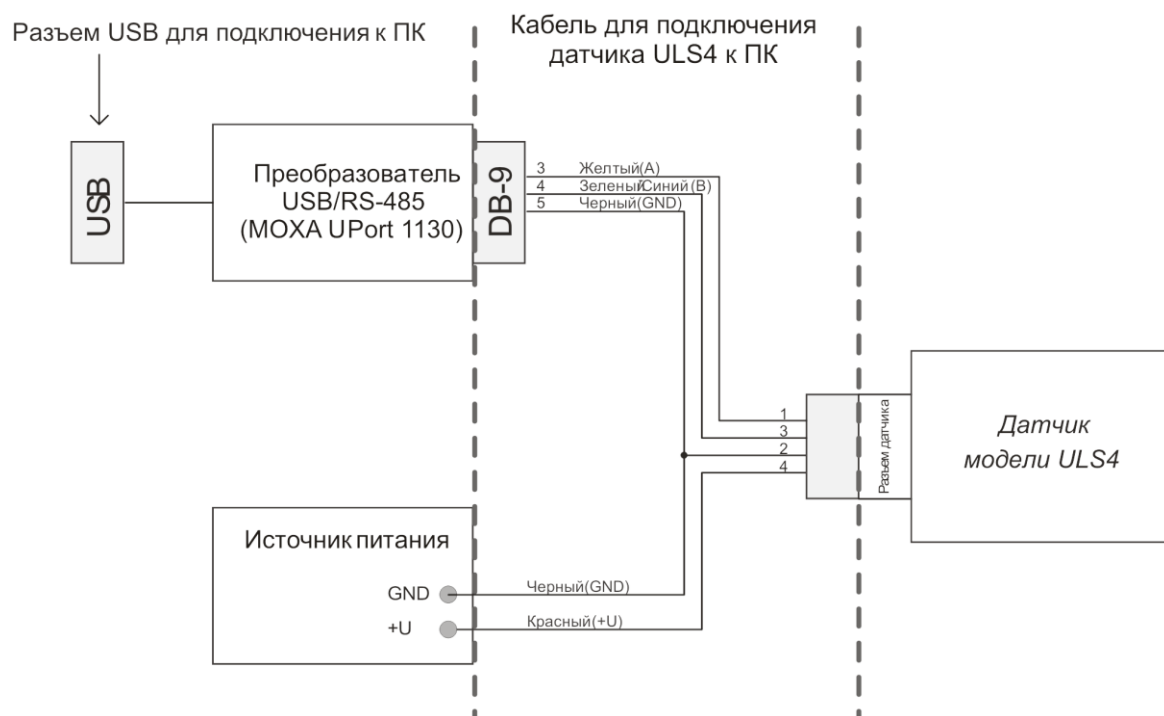 Разъем USB для подключения к ПК
Кабель для подключения
датчика ULS4 к ПК
USB
Преобразователь
USB/RS-485
(MOXA UPort 1130)
DB-9
3 Желтый(A)
4 Зеленый/Синий (B)
5 Черный(GND)
1
3
2
4
Разъем датчика
Датчик
модели ULS4
Источник питания
GND
+U
Черный(GND)
Красный(+U)